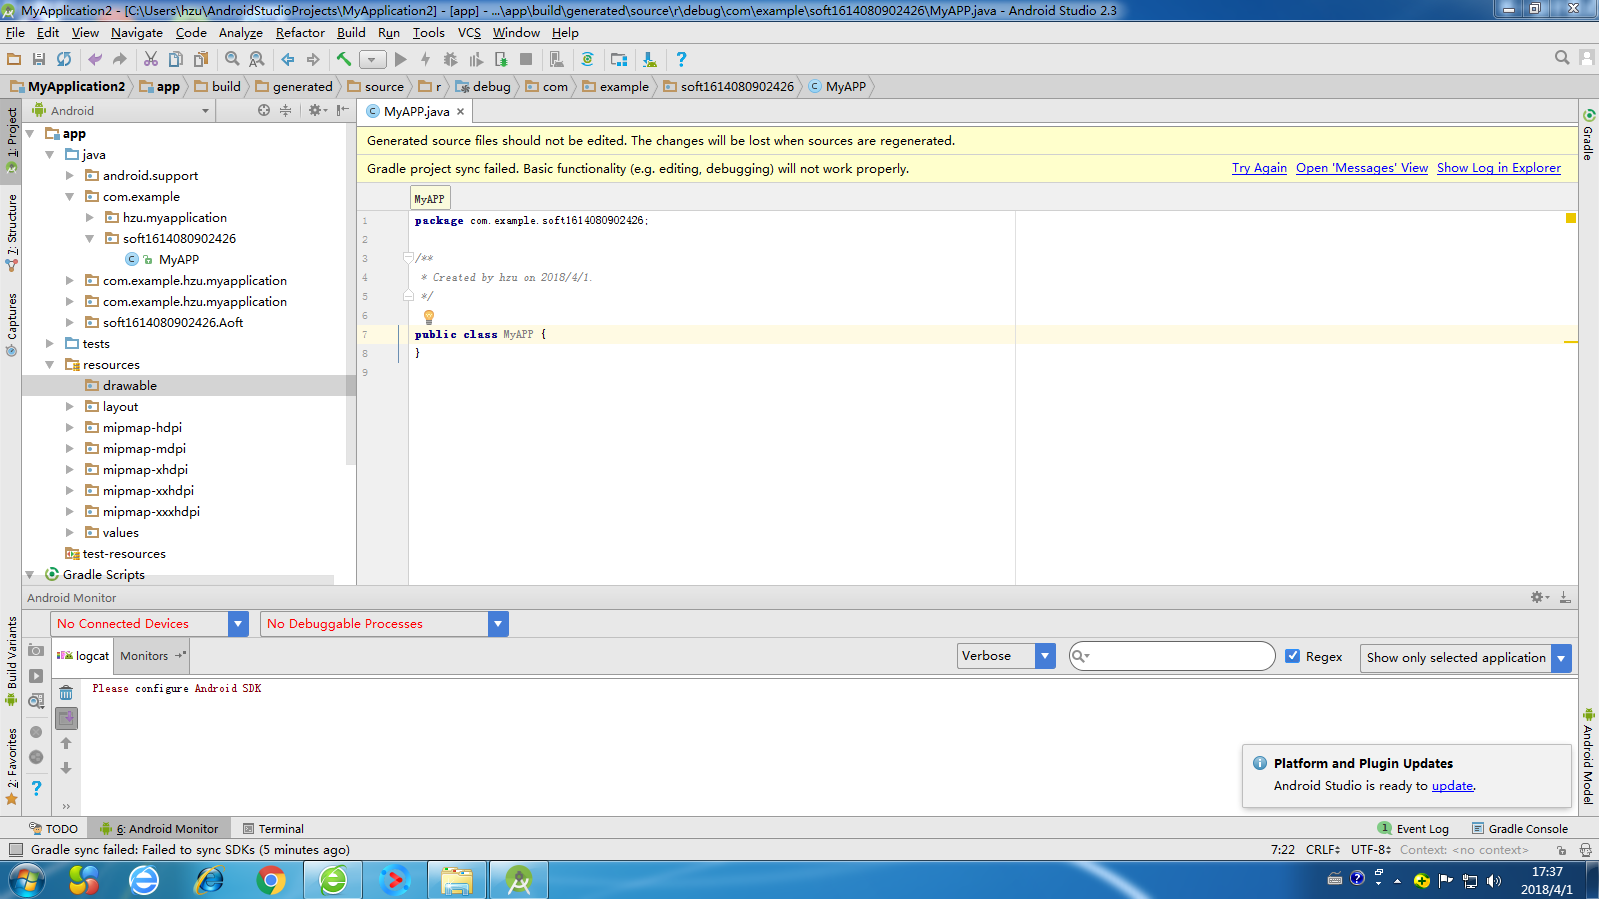 MyApplication2 - [C:\Users\hzu\AndroidStudioProjects\MyApplication2] - [app] - ...\app\build\generated\source\r\debug\com\example\soft1614080902426\MyAPP.java - Android Studio 2.3
File Edit View Navigate Code Analyze Refactor Build Run Tools VCS Window Help
MyApplication2 app build generated source r debug com example soft1614080902426 MyAPP
1: Project
7: Structure
Captures
Build Variants
2: Favorites
Android
app
java
android.support
com.example
hzu.myapplication
soft1614080902426
MyAPP
com.example.hzu.myapplication
com.example.hzu.myapplication
soft1614080902426.Aoft
tests
resources
drawable
layout
mipmap-hdpi
mipmap-mdpi
mipmap-xhdpi
mipmap-xxhdpi
mipmap-xxxhdpi
values
test-resources
Gradle Scripts
MyAPP.java
Generated source files should not be edited. The changes will be lost when sources are regenerated.
Gradle project sync failed. Basic functionality (e.g. editing, debugging) will not work properly. Try Again Open 'Messages' View Show Log in Explorer
MyAPP
1 package com.example.soft1614080902426;
2
3 /**
4 * Created by hzu on 2018/4/1.
5 */
6
7 public class MyAPP {
8 }
9
Gradle
Android Model
Android Monitor
No Connected Devices No Debuggable Processes
logcat Monitors Verbose Regex Show only selected application
Please configure Android SDK
Platform and Plugin Updates
Android Studio is ready to update.
TODO 6: Android Monitor Terminal 1 Event Log Gradle Console
Gradle sync failed: Failed to sync SDKs (5 minutes ago) 7:22 CRLF UTF-8 Context: <no context>
17:37
2018/4/1